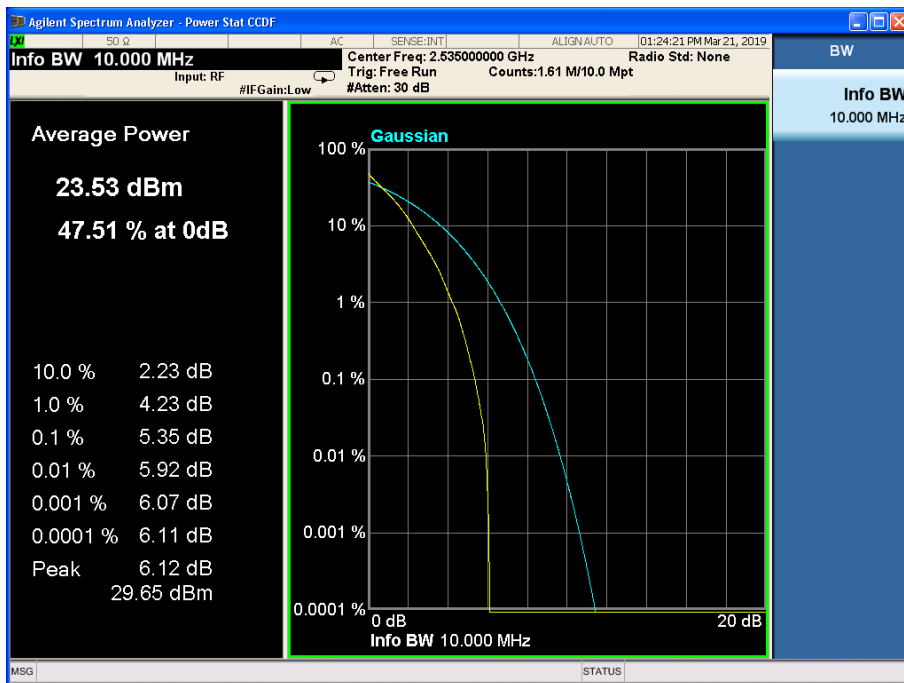 Agilent Spectrum Analyzer - Power Stat CCDF
LXI 50 Ω AC SENSE:INT ALIGN AUTO 01:24:21 PM Mar 21, 2019
Info BW 10.000 MHz
Input: RF
#IFGain:Low
Center Freq: 2.535000000 GHz Radio Std: None
Trig: Free Run Counts:1.61 M/10.0 Mpt
#Atten: 30 dB
BW
Info BW
10.000 MHz
Average Power
23.53 dBm
47.51 % at 0dB
10.0 % 2.23 dB
1.0 % 4.23 dB
0.1 % 5.35 dB
0.01 % 5.92 dB
0.001 % 6.07 dB
0.0001 % 6.11 dB
Peak 6.12 dB
29.65 dBm
Gaussian
100 %
10 %
1 %
0.1 %
0.01 %
0.001 %
0.0001 %
0 dB 20 dB
Info BW 10.000 MHz
MSG STATUS